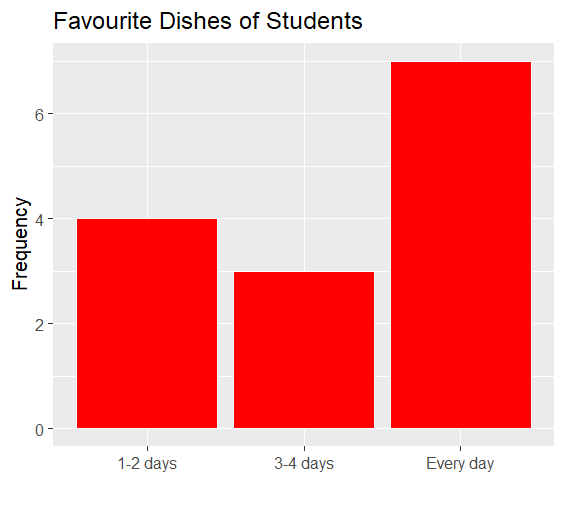 Favourite Dishes of Students
Frequency
6
4
2
0
1-2 days
3-4 days
Every day